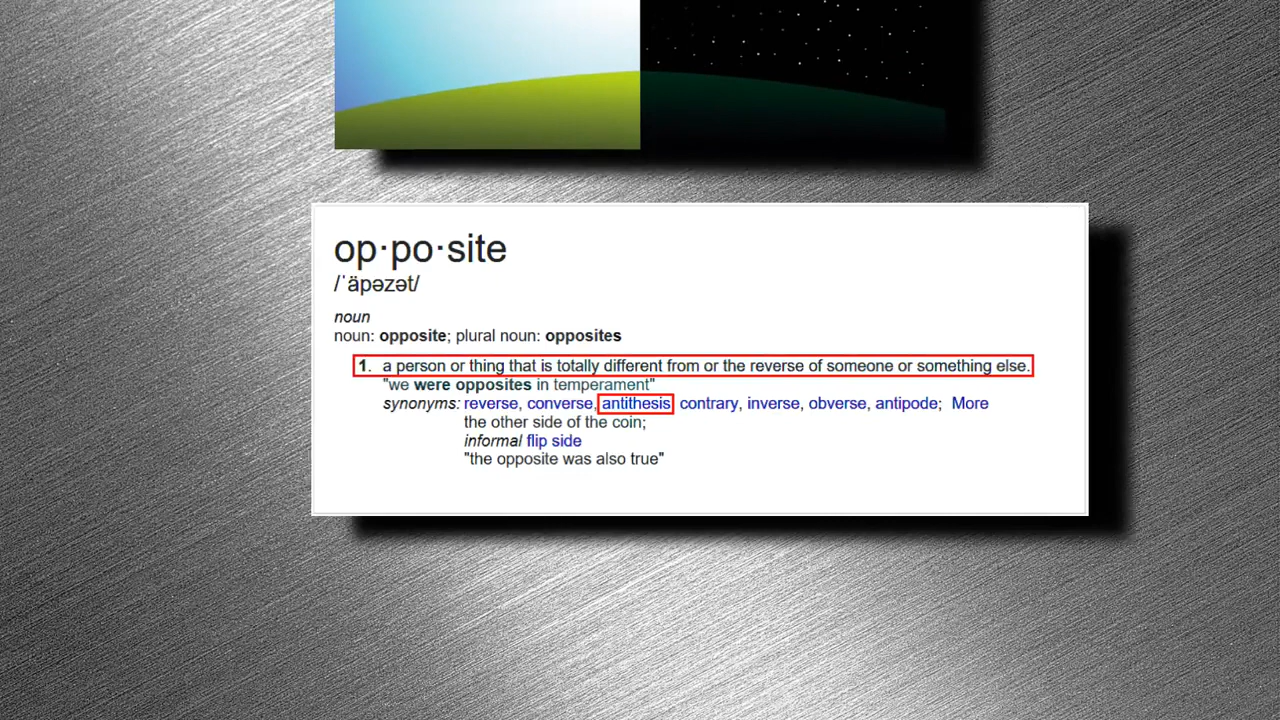 op·po·site
/ˈäpəzət/
noun
noun: opposite; plural noun: opposites
1. a person or thing that is totally different from or the reverse of someone or something else.
"we were opposites in temperament"
synonyms: reverse, converse, antithesis contrary, inverse, obverse, antipode; More
the other side of the coin;
informal flip side
"the opposite was also true"